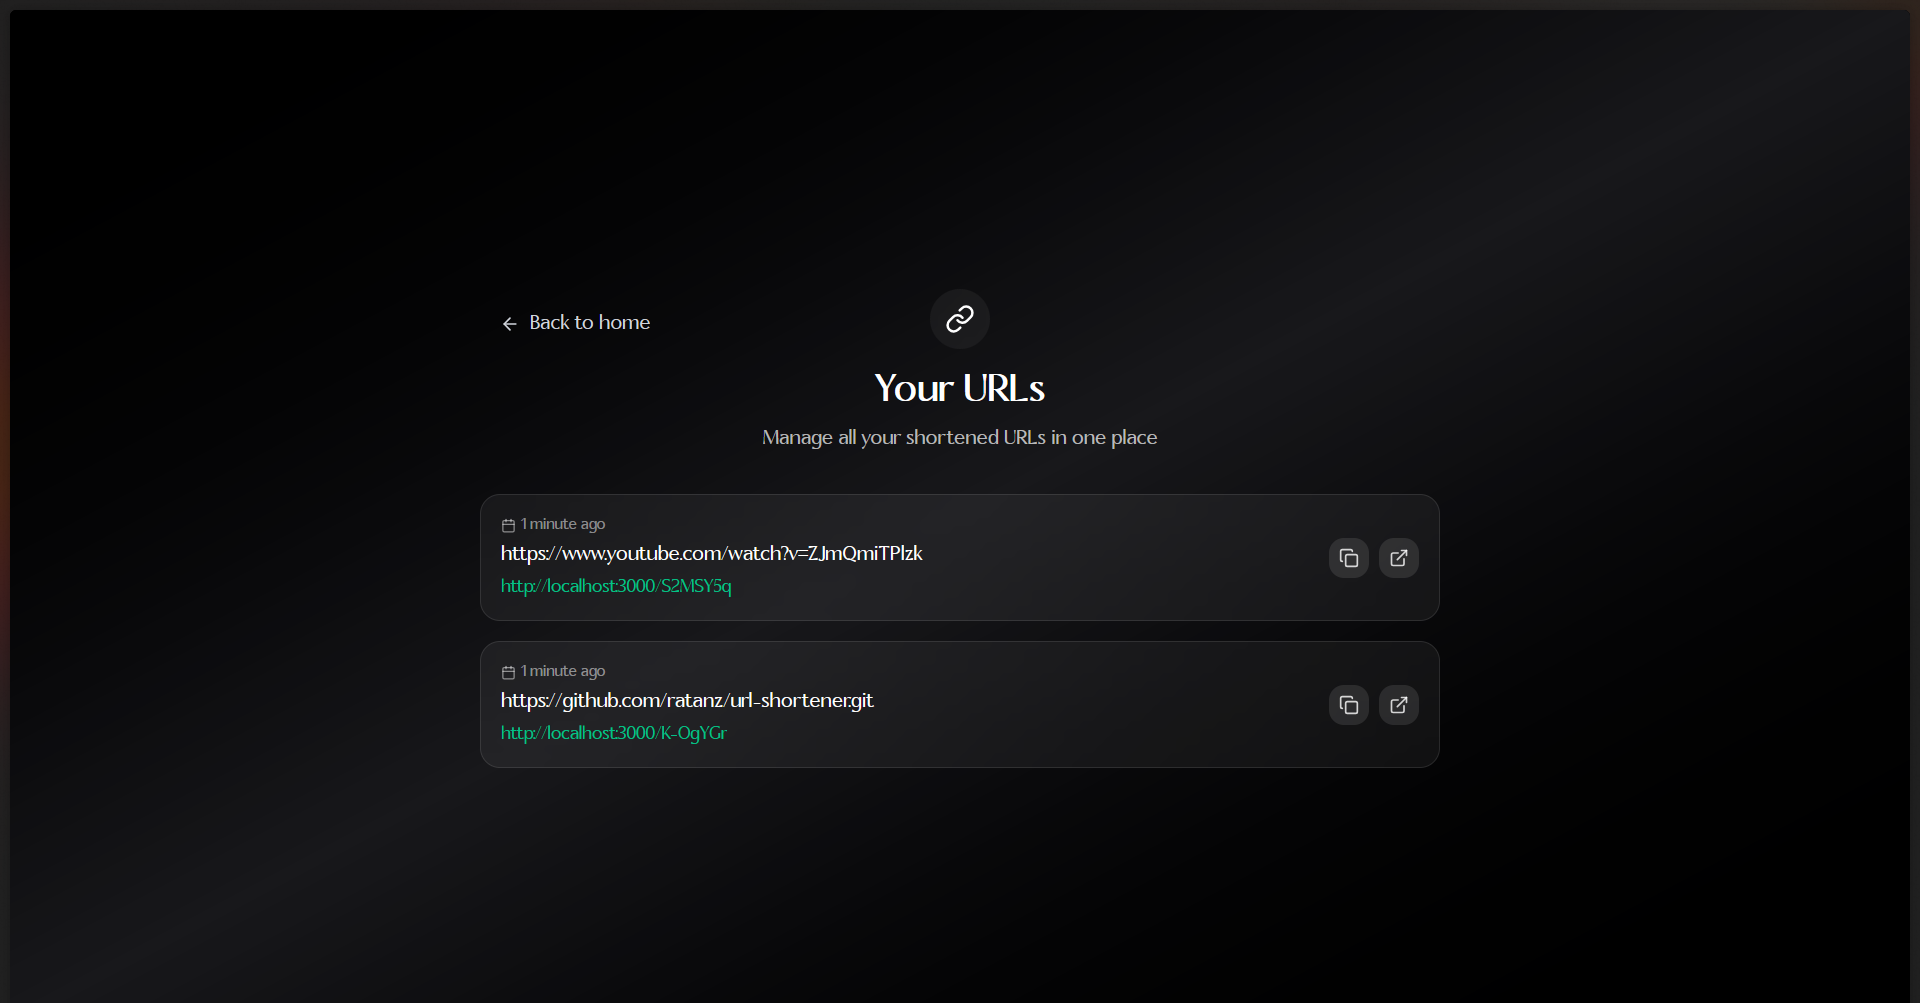 Back to home
Your URLs
Manage all your shortened URLs in one place
1 minute ago
https://www.youtube.com/watch?v=ZJmQmiTPlzk
http://localhost:3000/S2MSY5q
1 minute ago
https://github.com/ratanz/url-shortener.git
http://localhost:3000/K-OgYGr